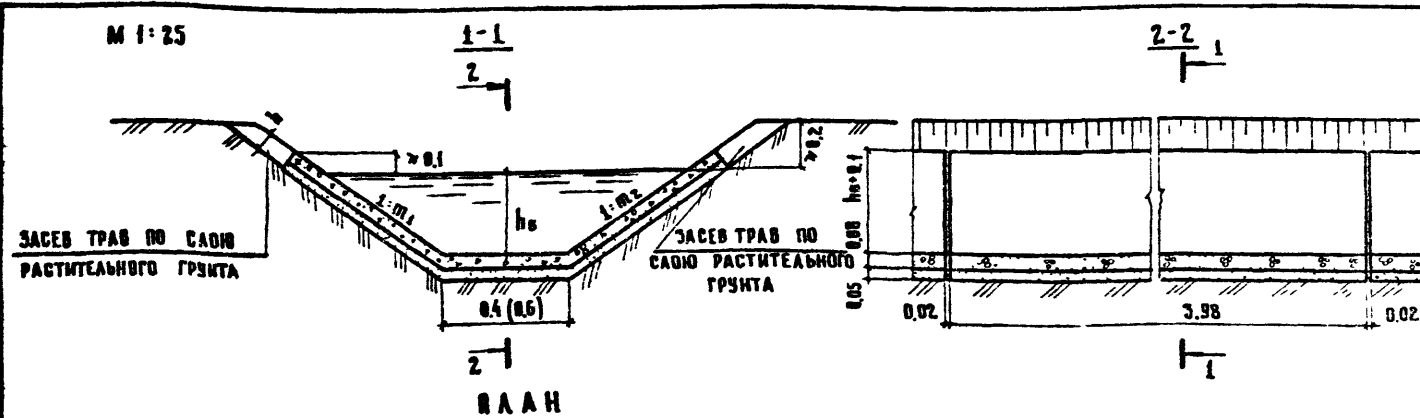 М 1:25
1-1
2-2
2
1
h
≥ 0,1
≥ 0,2
1:m1
1:m2
hв
hв+0,1
0,08
0,05
ЗАСЕВ ТРАВ ПО СЛОЮ
РАСТИТЕЛЬНОГО ГРУНТА
ЗАСЕВ ТРАВ ПО
СЛОЮ РАСТИТЕЛЬНОГО
ГРУНТА
0.4 (0,6)
0,02
3.98
0,02
2
1
ПЛАН